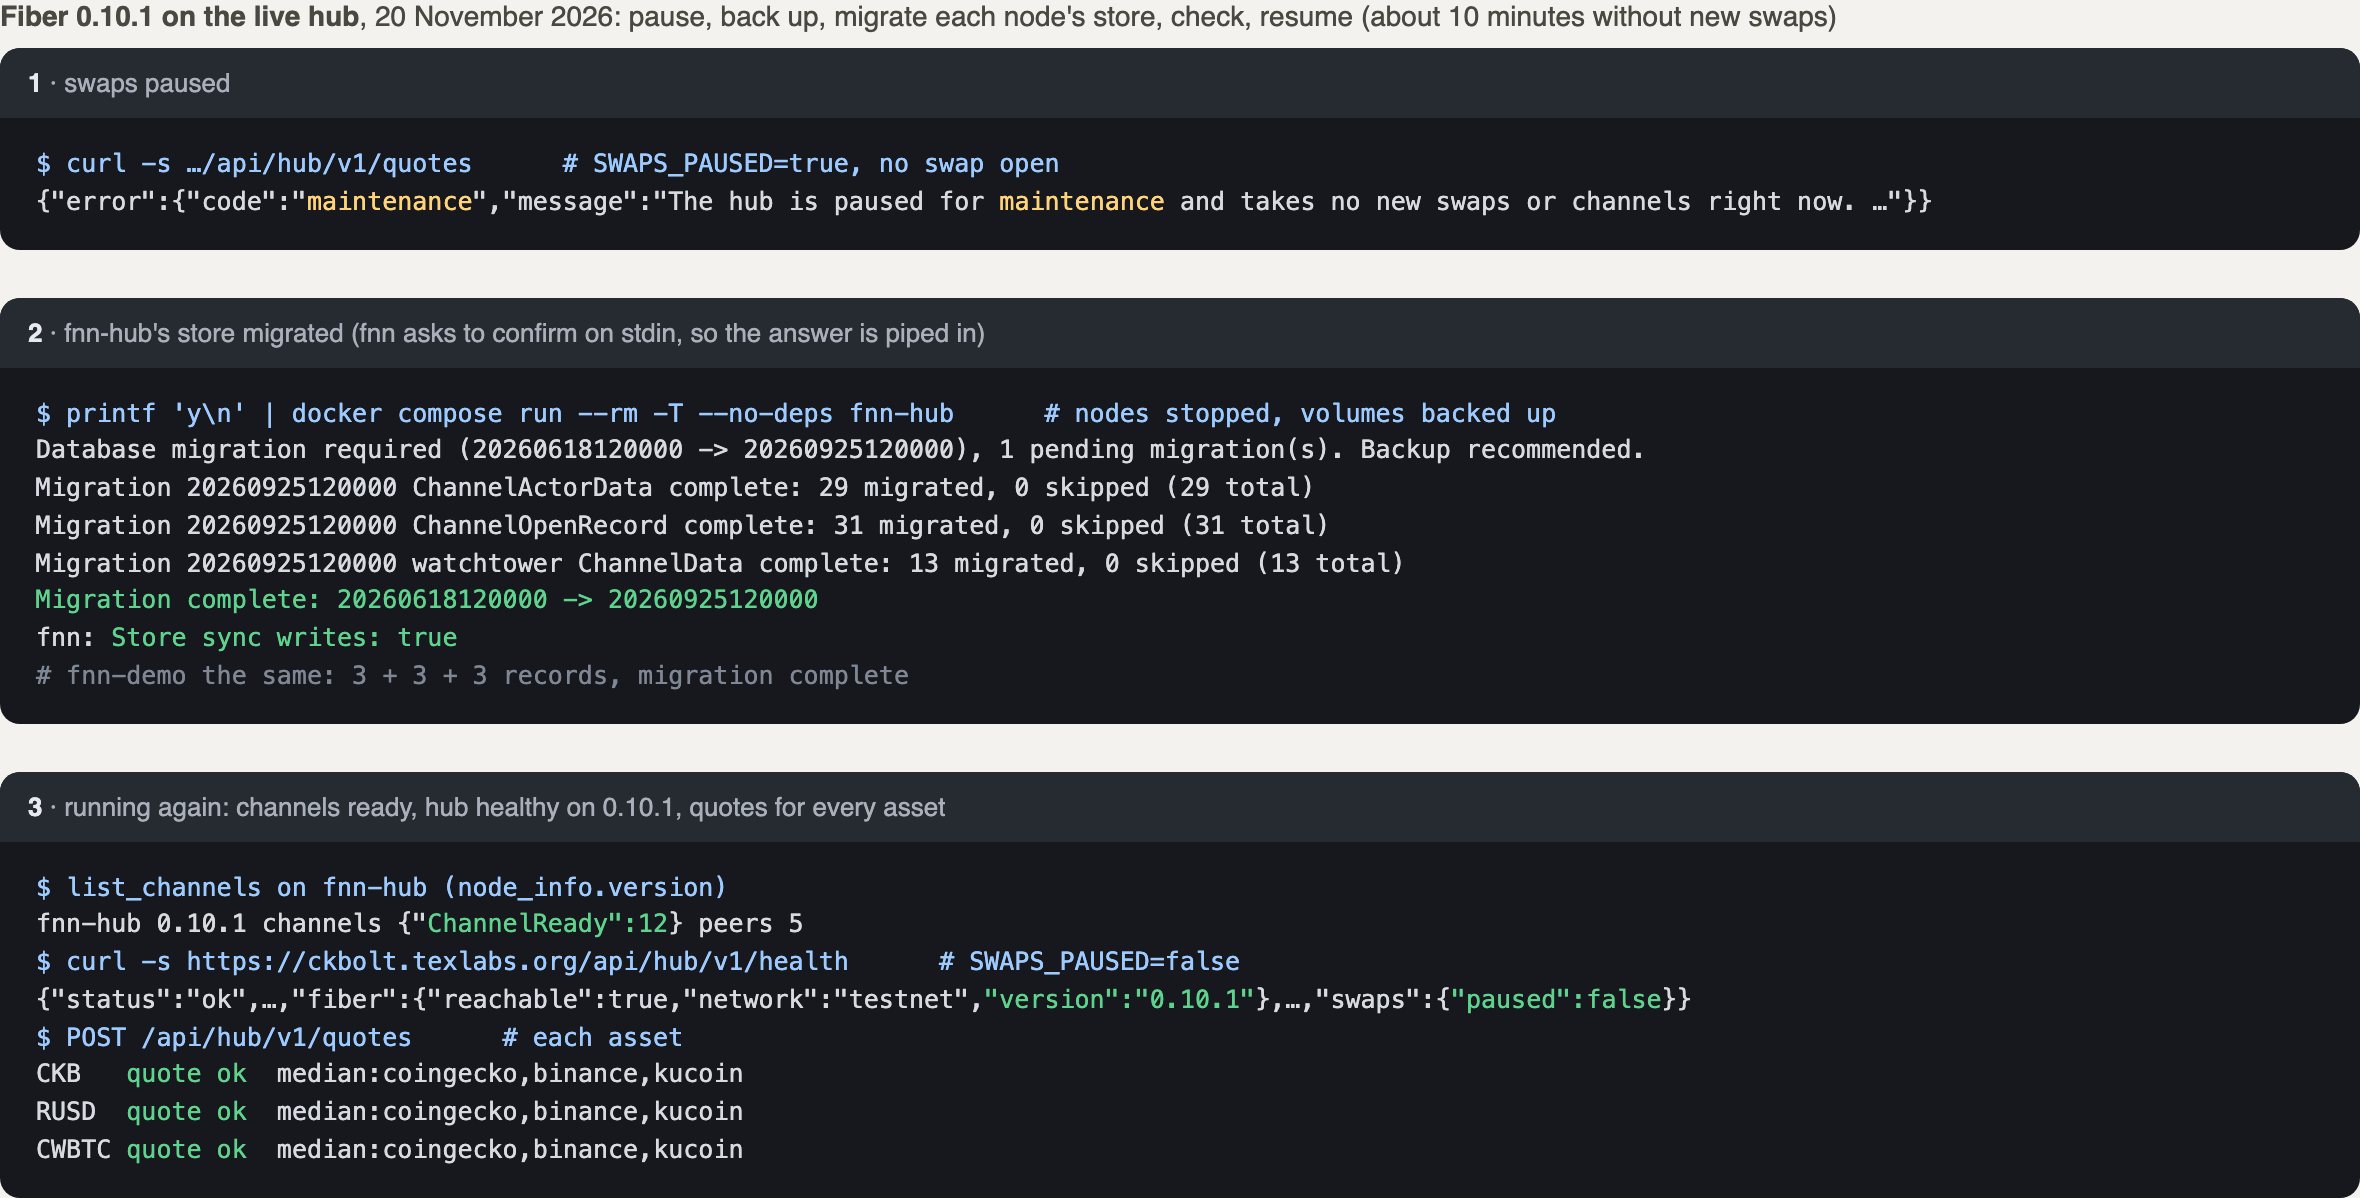 Fiber 0.10.1 on the live hub, 20 November 2026: pause, back up, migrate each node's store, check, resume (about 10 minutes without new swaps)
1 · swaps paused
$ curl -s …/api/hub/v1/quotes      # SWAPS_PAUSED=true, no swap open
{"error":{"code":"maintenance","message":"The hub is paused for maintenance and takes no new swaps or channels right now. …"}}
2 · fnn-hub's store migrated (fnn asks to confirm on stdin, so the answer is piped in)
$ printf 'y\n' | docker compose run --rm -T --no-deps fnn-hub      # nodes stopped, volumes backed up
Database migration required (20260618120000 -> 20260925120000), 1 pending migration(s). Backup recommended.
Migration 20260925120000 ChannelActorData complete: 29 migrated, 0 skipped (29 total)
Migration 20260925120000 ChannelOpenRecord complete: 31 migrated, 0 skipped (31 total)
Migration 20260925120000 watchtower ChannelData complete: 13 migrated, 0 skipped (13 total)
Migration complete: 20260618120000 -> 20260925120000
fnn: Store sync writes: true
# fnn-demo the same: 3 + 3 + 3 records, migration complete
3 · running again: channels ready, hub healthy on 0.10.1, quotes for every asset
$ list_channels on fnn-hub (node_info.version)
fnn-hub 0.10.1 channels {"ChannelReady":12} peers 5
$ curl -s https://ckbolt.texlabs.org/api/hub/v1/health      # SWAPS_PAUSED=false
{"status":"ok",…,"fiber":{"reachable":true,"network":"testnet","version":"0.10.1"},…,"swaps":{"paused":false}}
$ POST /api/hub/v1/quotes      # each asset
CKB   quote ok  median:coingecko,binance,kucoin
RUSD  quote ok  median:coingecko,binance,kucoin
CWBTC quote ok  median:coingecko,binance,kucoin